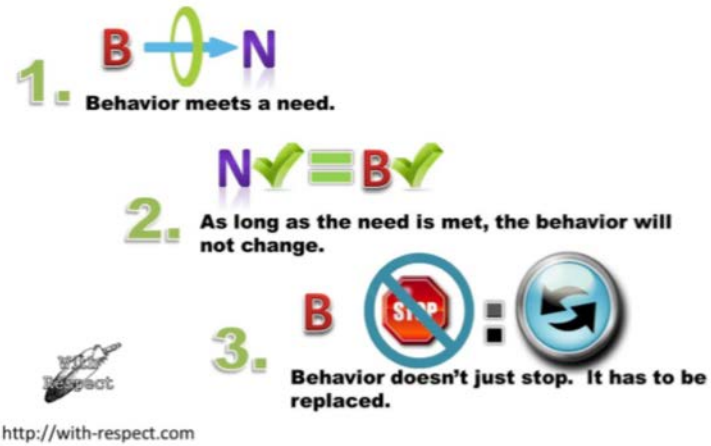 B N
1.
Behavior meets a need.
N = B
2.
As long as the need is met, the behavior will
not change.
B STOP :
3.
Behavior doesn't just stop. It has to be
replaced.
With
Respect
http://with-respect.com